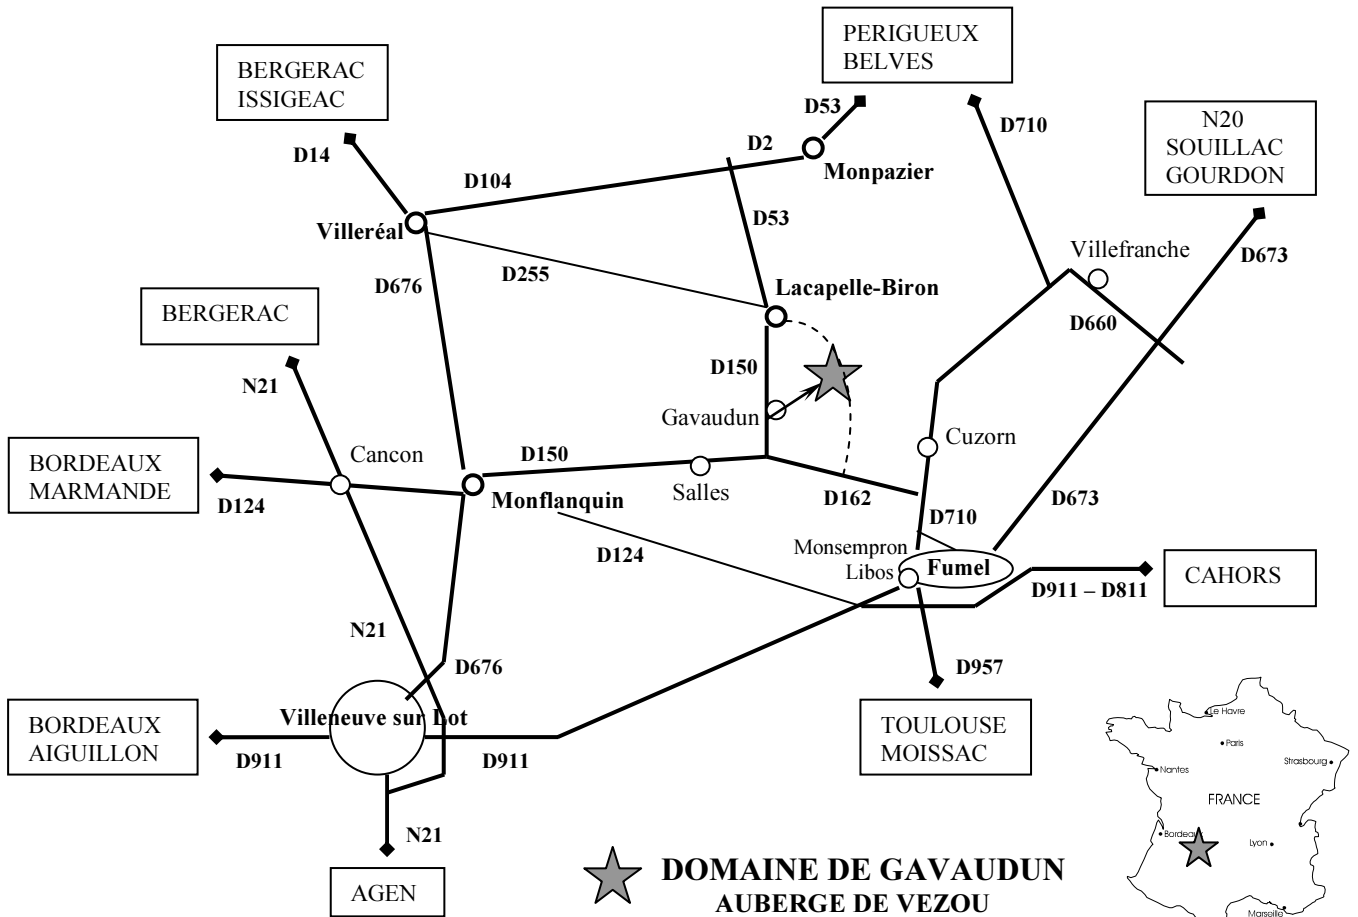 PERIGUEUX
BELVES
BERGERAC
ISSIGEAC
D53
D710
N20
SOUILLAC
GOURDON
D14
D2
Monpazier
D104
Villeréal
D53
Villefranche
D673
D255
D676
Lacapelle-Biron
BERGERAC
D660
D150
N21
Gavaudun
Cuzorn
Cancon
D150
BORDEAUX
MARMANDE
Salles
D162
D673
D124
Monflanquin
D710
D124
Monsempron
Libos
Fumel
CAHORS
D911 – D811
N21
D676
D957
Villeneuve sur Lot
BORDEAUX
AIGUILLON
D911
D911
TOULOUSE
MOISSAC
Le Havre
Paris
Strasbourg
Nantes
FRANCE
Bordeaux
Lyon
Marseille
N21
AGEN
DOMAINE DE GAVAUDUN
AUBERGE DE VEZOU